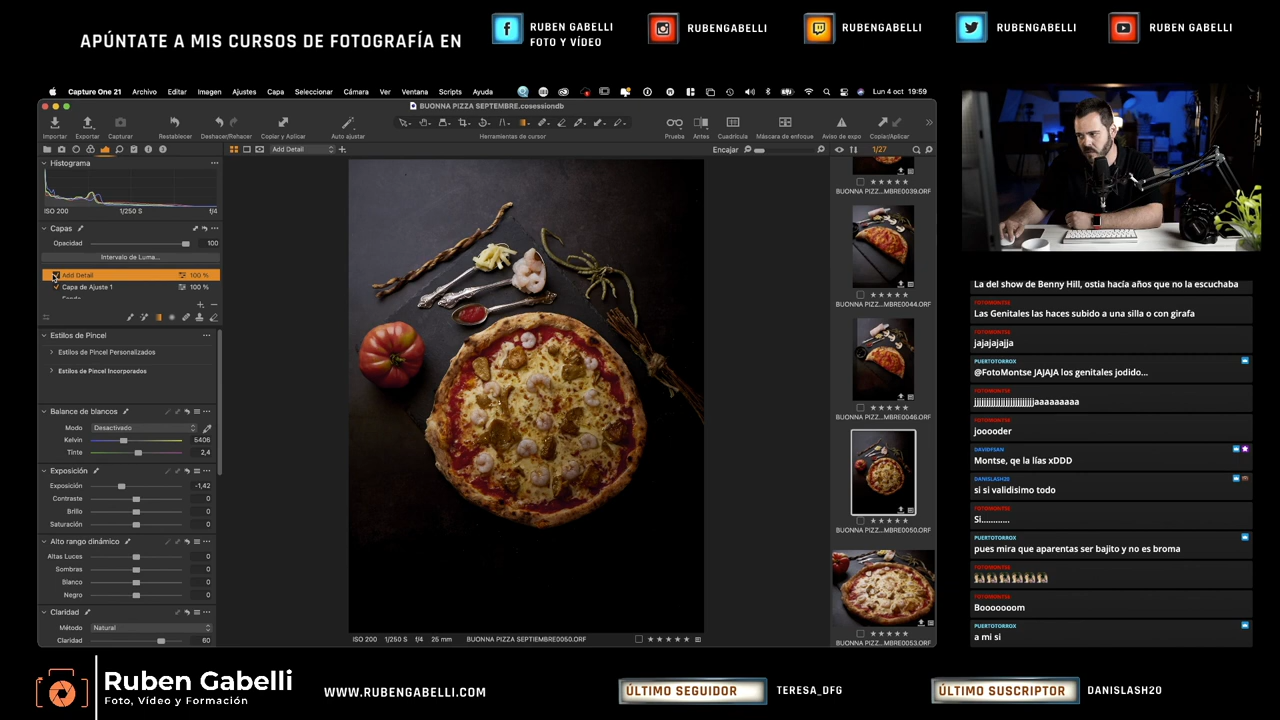 APÚNTATE A MIS CURSOS DE FOTOGRAFÍA EN
RUBEN GABELLI
FOTO Y VÍDEO
RUBENGABELLI
RUBENGABELLI
RUBENGABELLI
RUBEN GABELLI
Capture One 21 Archivo Editar Imagen Ajustes Capa Seleccionar Cámara Ver Ventana Scripts Ayuda
Lun 4 oct 19:59
BUONNA PIZZA SEPTIEMBRE.cosessiondb
Importar Exportar Capturar Restablecer Deshacer/Rehacer Copiar y Aplicar Auto ajustar Herramientas de cursor Prueba Antes Cuadrícula Máscara de enfoque Aviso de expo Copiar/Aplicar
Add Detail
Encajar
1/27
Histograma
ISO 200 1/250 S f/4
Capas
Opacidad 100
Intervalo de Luma...
Add Detail 100 %
Capa de Ajuste 1 100 %
Estilos de Pincel
Estilos de Pincel Personalizados
Estilos de Pincel Incorporados
Balance de blancos
Modo Desactivado
Kelvin 5406
Tinte 2,4
Exposición
Exposición -1,42
Contraste 0
Brillo 0
Saturación 0
Alto rango dinámico
Altas Luces 0
Sombras 0
Blanco 0
Negro 0
Claridad
Método Natural
Claridad 60
ISO 200 1/250 S f/4 26 mm BUONNA PIZZA SEPTIEMBRE0050.ORF
BUONNA PIZZ...MBRE0039.ORF
BUONNA PIZZ...MBRE0044.ORF
BUONNA PIZZ...MBRE0046.ORF
BUONNA PIZZ...MBRE0050.ORF
BUONNA PIZZ...MBRE0053.ORF
La del show de Benny Hill, ostia hacía años que no la escuchaba
FOTOMONTSE
Las Genitales las haces subido a una silla o con girafa
FOTOMONTSE
jajajajajja
PUERTOTORROX
@FotoMontse JAJAJA los genitales jodido...
FOTOMONTSE
FOTOMONTSE
jooooder
DAVIDFSAN
Montse, qe la lías xDDD
DANISLASH20
si si validisimo todo
FOTOMONTSE
Si............
PUERTOTORROX
pues mira que aparentas ser bajito y no es broma
FOTOMONTSE
FOTOMONTSE
Booooooom
PUERTOTORROX
a mi si
Ruben Gabelli
Foto, Vídeo y Formación
WWW.RUBENGABELLI.COM
ÚLTIMO SEGUIDOR
TERESA_DFG
ÚLTIMO SUSCRIPTOR
DANISLASH20